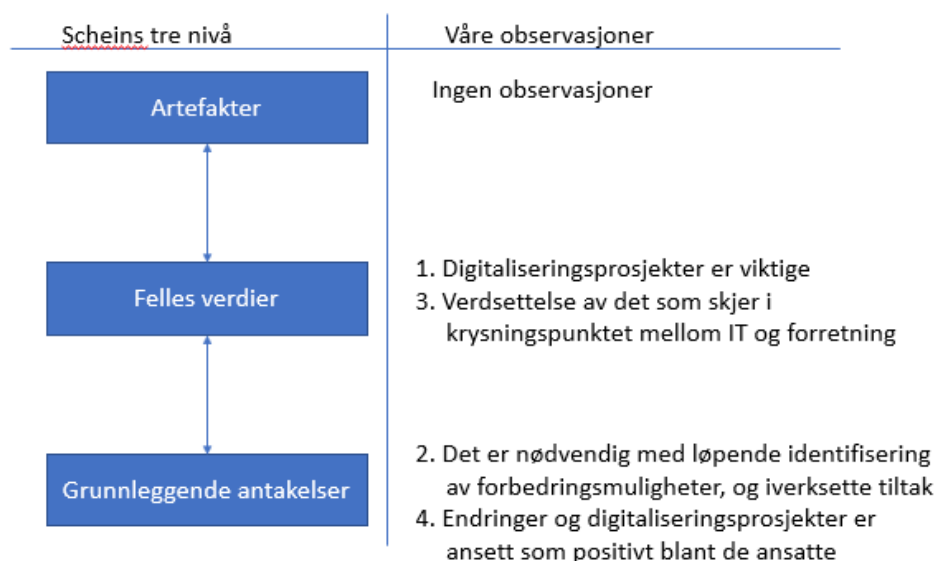 Scheins tre nivå
Våre observasjoner
Artefakter
Ingen observasjoner
Felles verdier
1. Digitaliseringsprosjekter er viktige
3. Verdsettelse av det som skjer i
krysningspunktet mellom IT og forretning
Grunnleggende antakelser
2. Det er nødvendig med løpende identifisering
av forbedringsmuligheter, og iverksette tiltak
4. Endringer og digitaliseringsprosjekter er
ansett som positivt blant de ansatte